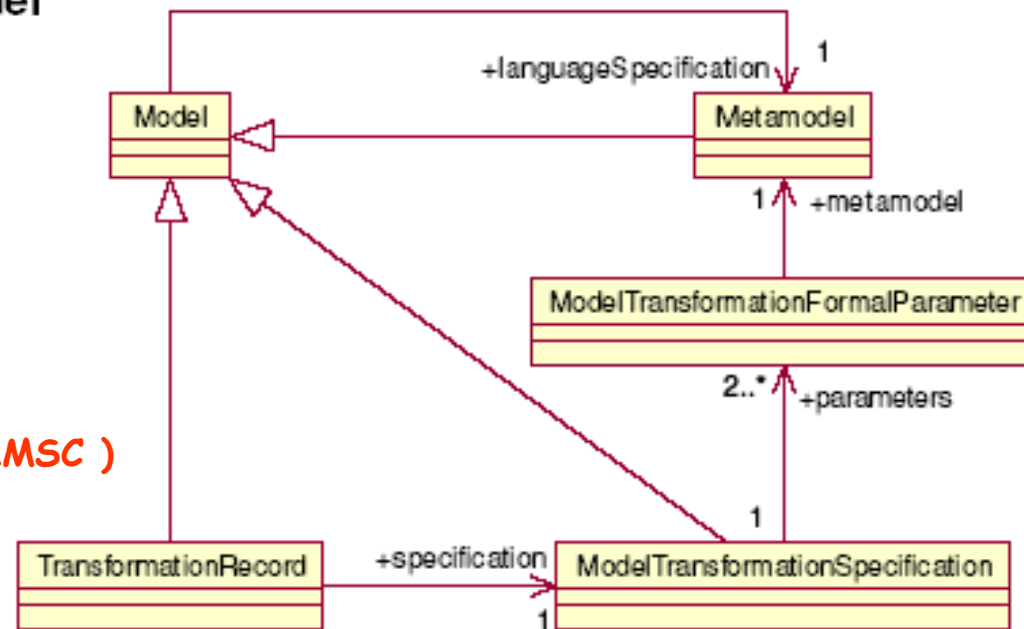 1
+languageSpecification
Model
Metamodel
1
+metamodel
ModelTransformationFormalParameter
2..*
+parameters
MSC )
1
+specification
TransformationRecord
ModelTransformationSpecification
1